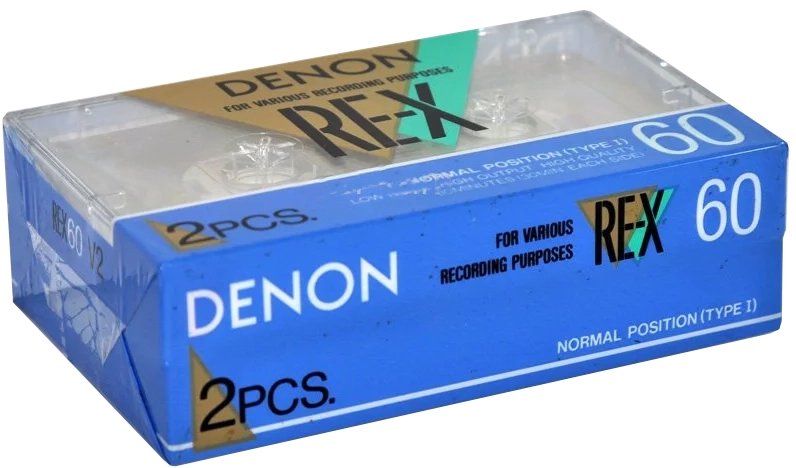 DENON
FOR VARIOUS RECORDING PURPOSES
RE-X
NORMAL POSITION (TYPE I) 60
HIGH OUTPUT HIGH QUALITY
60MINUTES (30MIN. EACH SIDE)
2PCS.
REX60 V2
DENON
FOR VARIOUS
RECORDING PURPOSES
RE-X 60
NORMAL POSITION (TYPE I)
2PCS.